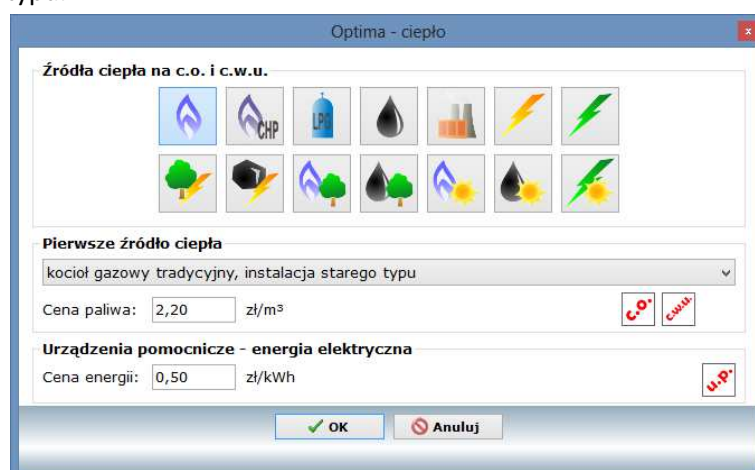 Optima - ciepło
x
Źródła ciepła na c.o. i c.w.u.
CHP
LPG
Pierwsze źródło ciepła
kocioł gazowy tradycyjny, instalacja starego typu
Cena paliwa: 2,20 zł/m³ c.o. c.w.u.
Urządzenia pomocnicze - energia elektryczna
Cena energii: 0,50 zł/kWh u.p.
OK Anuluj